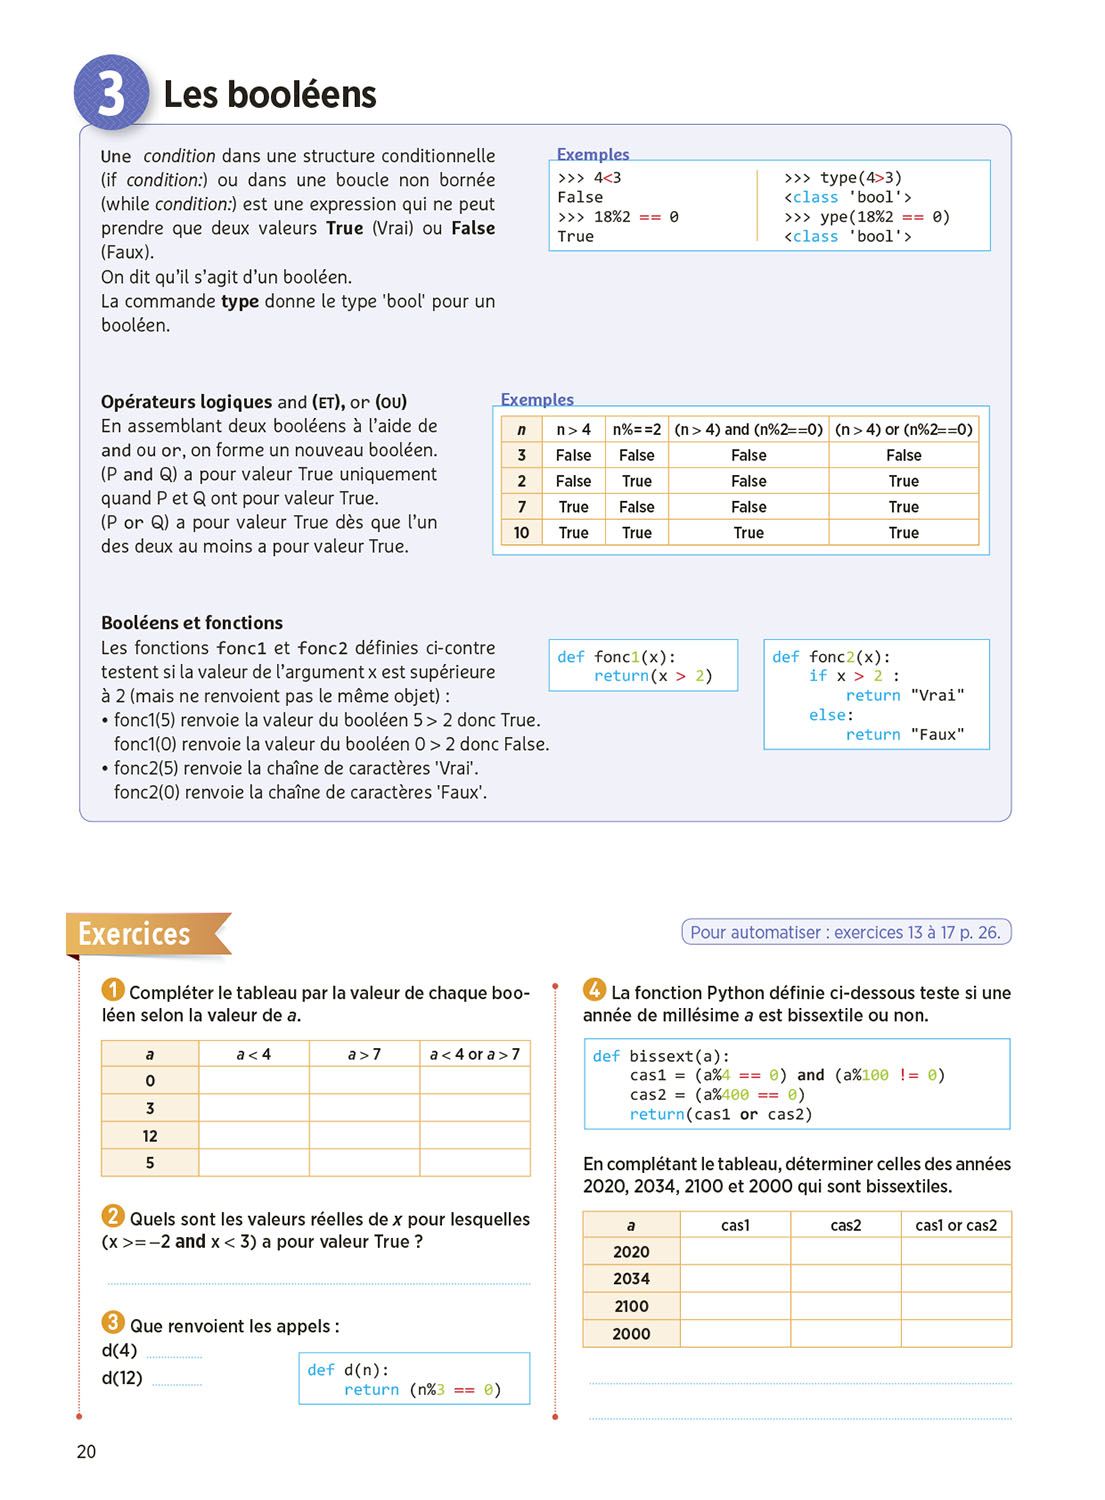 3 Les booléens
Une condition dans une structure conditionnelle
(if condition:) ou dans une boucle non bornée
(while condition:) est une expression qui ne peut
prendre que deux valeurs True (Vrai) ou False
(Faux).
On dit qu'il s'agit d'un booléen.
La commande type donne le type 'bool' pour un
booléen.
Exemples
>>> 4<3
False
>>> 18%2 == 0
True
>>> type(4>3)
<class 'bool'>
>>> ype(18%2 == 0)
<class 'bool'>
Opérateurs logiques and (ET), or (OU)
En assemblant deux booléens à l'aide de
and ou or, on forme un nouveau booléen.
(P and Q) a pour valeur True uniquement
quand P et Q ont pour valeur True.
(P or Q) a pour valeur True dès que l'un
des deux au moins a pour valeur True.
Exemples
n n > 4 n%==2 (n > 4) and (n%2==0) (n > 4) or (n%2==0)
3 False False False False
2 False True False True
7 True False False True
10 True True True True
Booléens et fonctions
Les fonctions fonc1 et fonc2 définies ci-contre
testent si la valeur de l'argument x est supérieure
à 2 (mais ne renvoient pas le même objet) :
• fonc1(5) renvoie la valeur du booléen 5 > 2 donc True.
fonc1(0) renvoie la valeur du booléen 0 > 2 donc False.
• fonc2(5) renvoie la chaîne de caractères 'Vrai'.
fonc2(0) renvoie la chaîne de caractères 'Faux'.
def fonc1(x):
return(x > 2)
def fonc2(x):
if x > 2 :
return "Vrai"
else:
return "Faux"
Exercices
Pour automatiser : exercices 13 à 17 p. 26.
1 Compléter le tableau par la valeur de chaque boo-
léen selon la valeur de a.
a a < 4 a > 7 a < 4 or a > 7
0
3
12
5
2 Quels sont les valeurs réelles de x pour lesquelles
(x >= –2 and x < 3) a pour valeur True ?
3 Que renvoient les appels :
d(4)
d(12)
def d(n):
return (n%3 == 0)
4 La fonction Python définie ci-dessous teste si une
année de millésime a est bissextile ou non.
def bissext(a):
cas1 = (a%4 == 0) and (a%100 != 0)
cas2 = (a%400 == 0)
return(cas1 or cas2)
En complétant le tableau, déterminer celles des années
2020, 2034, 2100 et 2000 qui sont bissextiles.
a cas1 cas2 cas1 or cas2
2020
2034
2100
2000
20